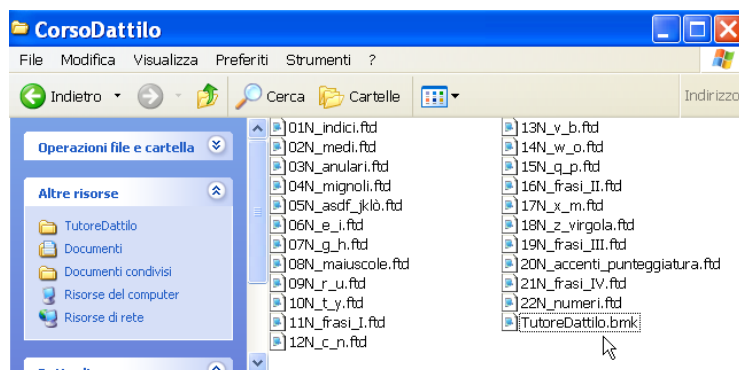 CorsoDattilo
File Modifica Visualizza Preferiti Strumenti ?
Indietro Cerca Cartelle Indirizzo
Operazioni file e cartella
Altre risorse
TutoreDattilo
Documenti
Documenti condivisi
Risorse del computer
Risorse di rete
01N_indici.ftd
02N_medi.ftd
03N_anulari.ftd
04N_mignoli.ftd
05N_asdf_jklò.ftd
06N_e_i.ftd
07N_g_h.ftd
08N_maiuscole.ftd
09N_r_u.ftd
10N_t_y.ftd
11N_frasi_I.ftd
12N_c_n.ftd
13N_v_b.ftd
14N_w_o.ftd
15N_q_p.ftd
16N_frasi_II.ftd
17N_x_m.ftd
18N_z_virgola.ftd
19N_frasi_III.ftd
20N_accenti_punteggiatura.ftd
21N_frasi_IV.ftd
22N_numeri.ftd
TutoreDattilo.bmk